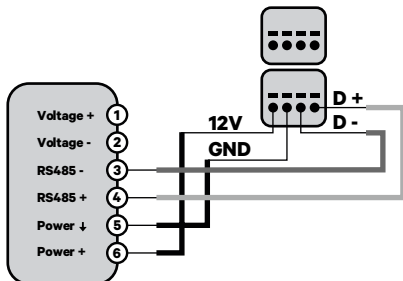 D +
12V
D -
GND
Voltage + 1
Voltage - 2
RS485 - 3
RS485 + 4
Power ↓ 5
Power + 6